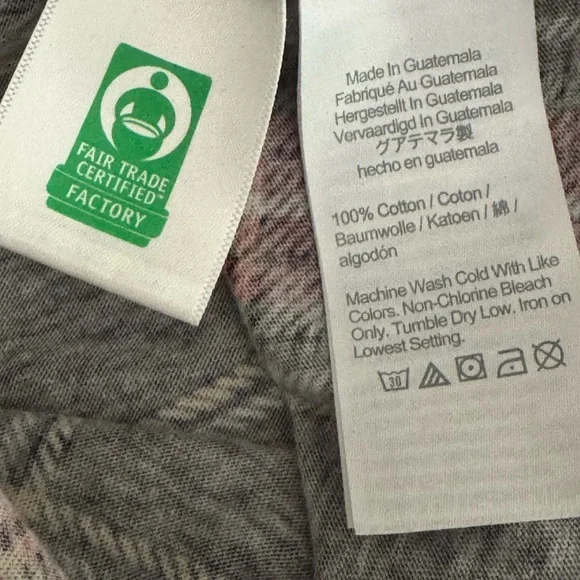 FAIR TRADE
CERTIFIED™
FACTORY
Made In Guatemala
Fabriqué Au Guatemala
Hergestellt In Guatemala
Vervaardigd In Guatemala
グアテマラ製
hecho en guatemala
100% Cotton / Coton /
Baumwolle / Katoen / 綿 /
algodón
Machine Wash Cold With Like
Colors. Non-Chlorine Bleach
Only. Tumble Dry Low. Iron on
Lowest Setting.
30